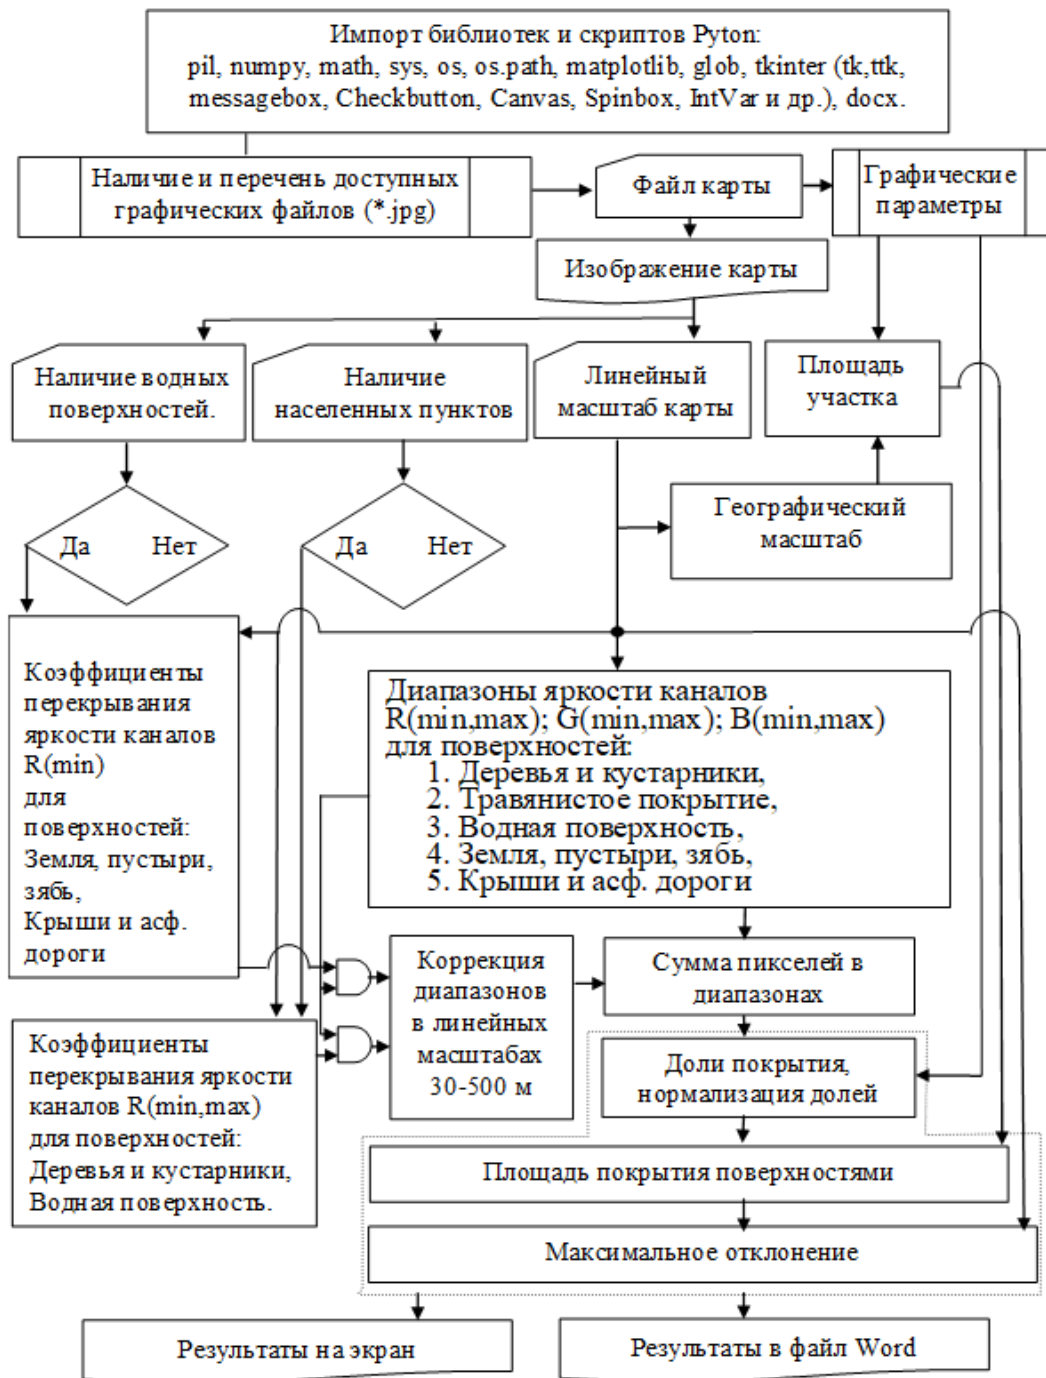 Импорт библиотек и скриптов Pyton:
pil, numpy, math, sys, os, os.path, matplotlib, glob, tkinter (tk,ttk,
messagebox, Checkbutton, Canvas, Spinbox, IntVar и др.), docx.
Наличие и перечень доступных
графических файлов (*.jpg)
Файл карты
Графические
параметры
Изображение карты
Наличие водных
поверхностей.
Наличие
населенных пунктов
Линейный
масштаб карты
Площадь
участка
Географический
масштаб
Да
Нет
Да
Нет
Коэффициенты
перекрывания
яркости каналов
R(min)
для
поверхностей:
Земля, пустыри,
зябь,
Крыши и асф.
дороги
Диапазоны яркости каналов
R(min,max); G(min,max); B(min,max)
для поверхностей:
1. Деревья и кустарники,
2. Травянистое покрытие,
3. Водная поверхность,
4. Земля, пустыри, зябь,
5. Крыши и асф. дороги
Коррекция
диапазонов
в линейных
масштабах
30-500 м
Сумма пикселей в
диапазонах
Коэффициенты
перекрывания яркости
каналов R(min,max)
для поверхностей:
Деревья и кустарники,
Водная поверхность.
Доли покрытия,
нормализация долей
Площадь покрытия поверхностями
Максимальное отклонение
Результаты на экран
Результаты в файл Word